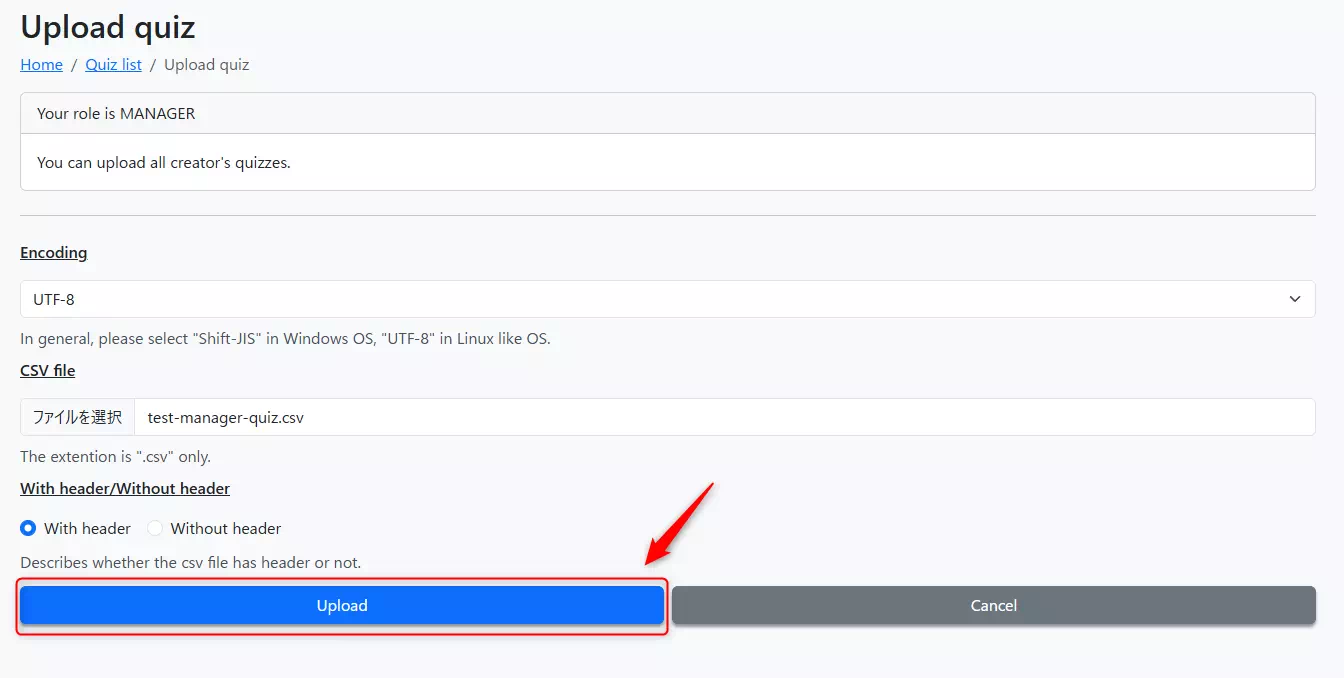 Upload quiz
Home / Quiz list / Upload quiz
Your role is MANAGER
You can upload all creator's quizzes.
Encoding
UTF-8
In general, please select "Shift-JIS" in Windows OS, "UTF-8" in Linux like OS.
CSV file
ファイルを選択 test-manager-quiz.csv
The extention is ".csv" only.
With header/Without header
With header Without header
Describes whether the csv file has header or not.
Upload Cancel